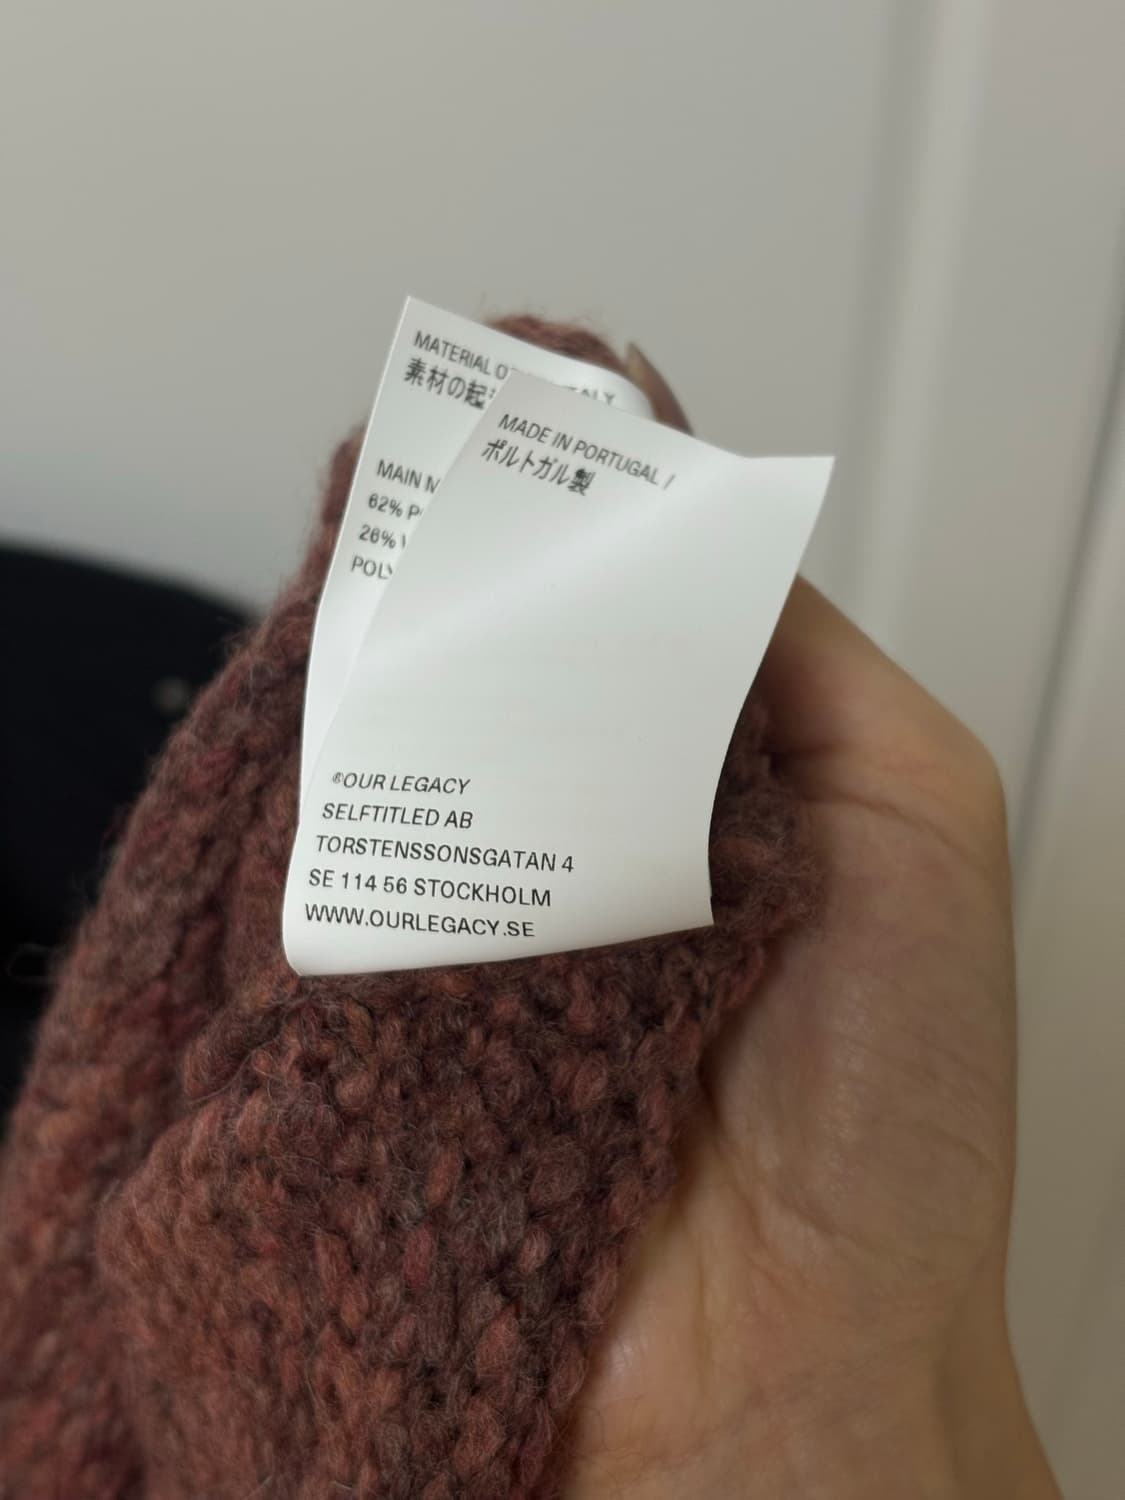 MATERIAL
素材の起
MAIN
62%
26%
MADE IN PORTUGAL /
ポルトガル製
®OUR LEGACY
SELFTITLED AB
TORSTENSSONSGATAN 4
SE 114 56 STOCKHOLM
WWW.OURLEGACY.SE